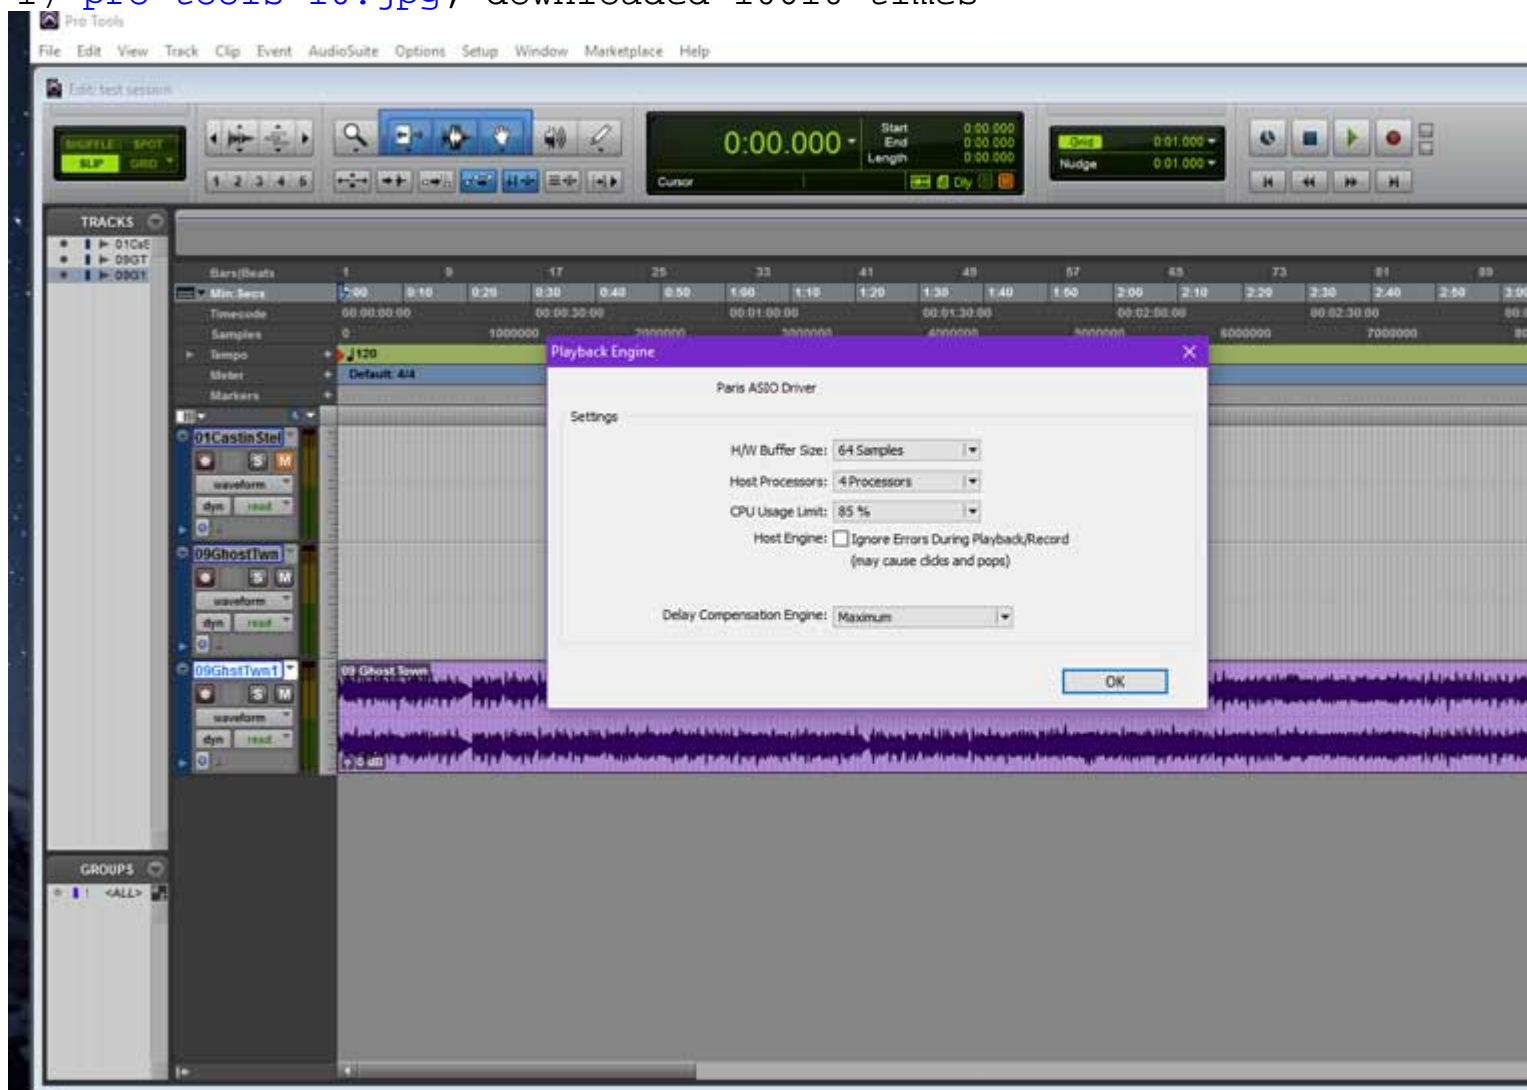 1) pro tools 10.jpg, downloaded 10010 times
Pro Tools
File Edit View Track Clip Event AudioSuite Options Setup Window Marketplace Help
Edit: test session
SHUFFLE SPOT
SLIP GRID
1 2 3 4 5
0:00.000
Start 0:00.000
End 0:00.000
Length 0:00.000
Cursor
Dly
Grid 0:01.000
Nudge 0:01.000
TRACKS
01CsS
09GT
09G1
Bars|Beats 1 9 17 25 33 41 49 57 65 73 81 89
Min:Secs 0:00 0:10 0:20 0:30 0:40 0:50 1:00 1:10 1:20 1:30 1:40 1:50 2:00 2:10 2:20 2:30 2:40 2:50 3:00
Timecode 00:00:00:00 00:00:30:00 00:01:00:00 00:01:30:00 00:02:00:00 00:02:30:00
Samples 0 1000000 2000000 3000000 4000000 5000000 6000000 7000000
Tempo 120
Meter Default: 4/4
Markers
Playback Engine
Paris ASIO Driver
Settings
H/W Buffer Size: 64 Samples
Host Processors: 4 Processors
CPU Usage Limit: 85 %
Host Engine: Ignore Errors During Playback/Record
(may cause clicks and pops)
Delay Compensation Engine: Maximum
OK
01CastinStel
S M
waveform
dyn read
09GhostTwn
S M
waveform
dyn read
09GhstTwn1
S M
waveform
dyn read
09 Ghost Town
0 dB
GROUPS
! <ALL>